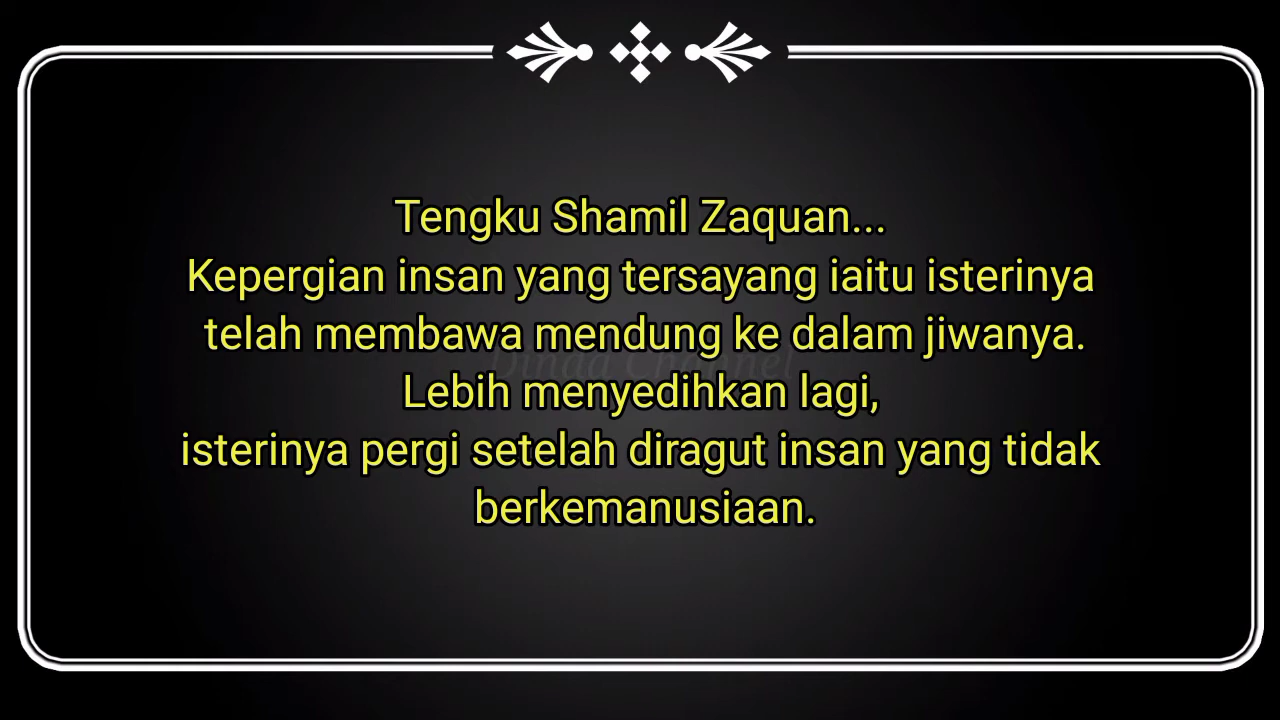 Tengku Shamil Zaquan...
Kepergian insan yang tersayang iaitu isterinya
telah membawa mendung ke dalam jiwanya.
Lebih menyedihkan lagi,
isterinya pergi setelah diragut insan yang tidak
berkemanusiaan.